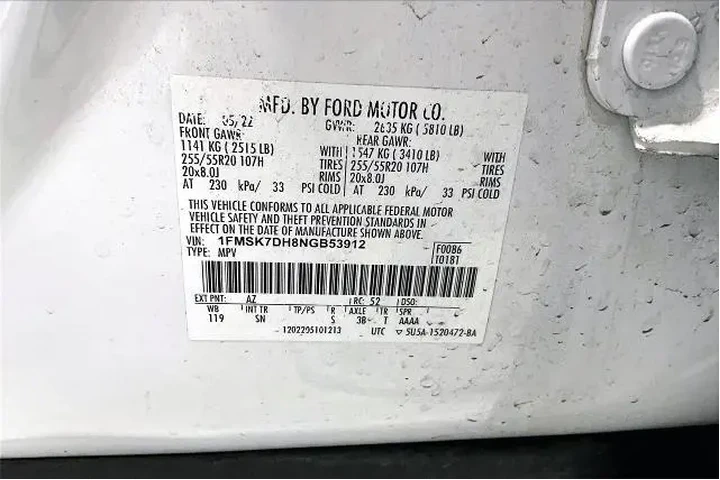 MFD. BY FORD MOTOR CO.
DATE: 05/22 GVWR: 2635 KG ( 5810 LB)
FRONT GAWR: REAR GAWR:
1141 KG ( 2515 LB) WITH 1547 KG ( 3410 LB) WITH
255/55R20 107H TIRES 255/55R20 107H TIRES
20x8.0J RIMS 20x8.0J RIMS
AT 230 kPa/ 33 PSI COLD AT 230 kPa/ 33 PSI COLD
THIS VEHICLE CONFORMS TO ALL APPLICABLE FEDERAL MOTOR
VEHICLE SAFETY AND THEFT PREVENTION STANDARDS IN
EFFECT ON THE DATE OF MANUFACTURE SHOWN ABOVE.
VIN: 1FMSK7DH8NGB53912 F0086
TYPE: MPV T0181
EXT PNT: AZ RC: 52 DSO:
WB INT TR TP/PS R AXLE TR SPR
119 SN S 3B T AAAA
1202205101213 UTC 5U5A-1520472-BA